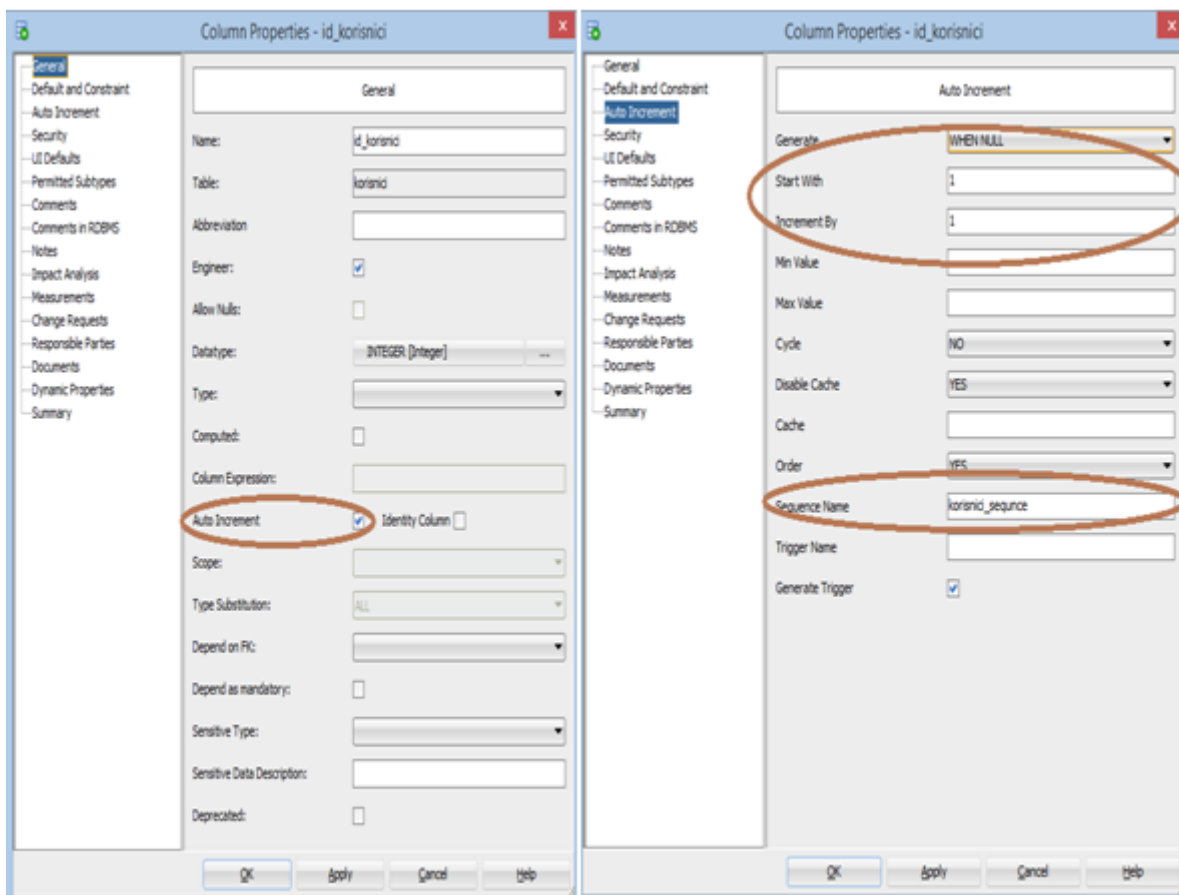 Column Properties - id_korisnici
General
Default and Constraint
Auto Increment
Security
UI Defaults
Permitted Subtypes
Comments
Comments in RDBMS
Notes
Impact Analysis
Measurements
Change Requests
Responsible Parties
Documents
Dynamic Properties
Summary
General
Name: id_korisnici
Table: korisnici
Abbreviation
Engineer:
Allow Nulls:
Datatype: INTEGER [Integer] ...
Type:
Computed:
Column Expression:
Auto Increment Identity Column
Scope:
Type Substitution: ALL
Depend on FK:
Depend as mandatory:
Sensitive Type:
Sensitive Data Description:
Deprecated:
OK Apply Cancel Help
Column Properties - id_korisnici
General
Default and Constraint
Auto Increment
Security
UI Defaults
Permitted Subtypes
Comments
Comments in RDBMS
Notes
Impact Analysis
Measurements
Change Requests
Responsible Parties
Documents
Dynamic Properties
Summary
Auto Increment
Generate WHEN NULL
Start With 1
Increment By 1
Min Value
Max Value
Cycle NO
Disable Cache YES
Cache
Order YES
Sequence Name korisnici_sequnce
Trigger Name
Generate Trigger
OK Apply Cancel Help